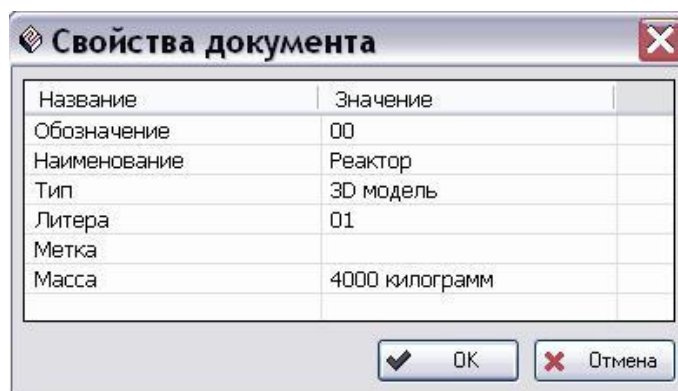 Свойства документа
Название Значение
Обозначение 00
Наименование Реактор
Тип 3D модель
Литера 01
Метка
Масса 4000 килограмм
OK Отмена